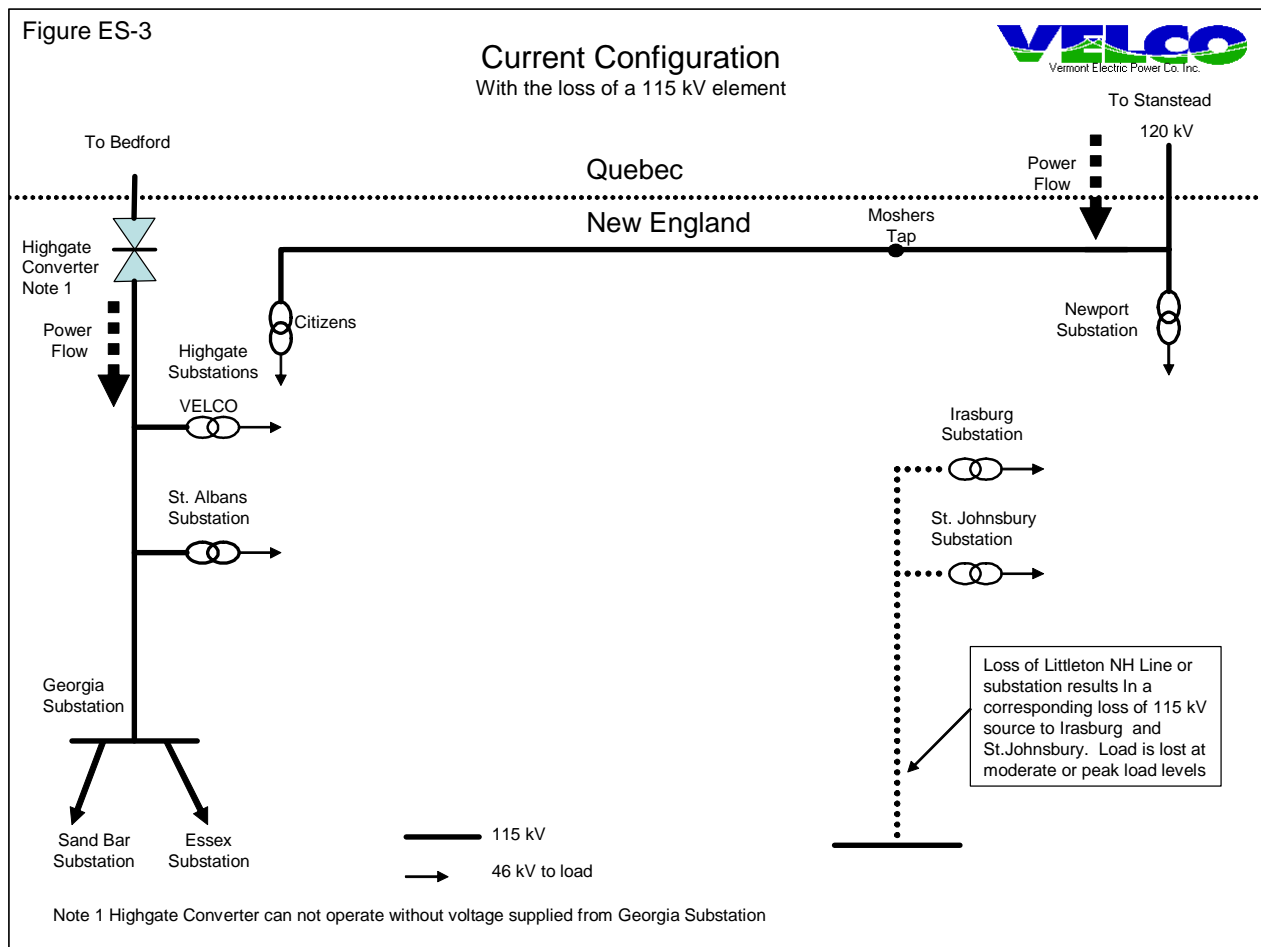 Figure ES-3
Current Configuration
With the loss of a 115 kV element
VELCO
Vermont Electric Power Co. Inc.
To Stanstead
120 kV
To Bedford
Quebec
Power
Flow
New England
Moshers
Tap
Highgate
Converter
Note 1
Power
Flow
Citizens
Newport
Substation
Highgate
Substations
VELCO
Irasburg
Substation
St. Albans
Substation
St. Johnsbury
Substation
Georgia
Substation
Loss of Littleton NH Line or
substation results In a
corresponding loss of 115 kV
source to Irasburg and
St.Johnsbury. Load is lost at
moderate or peak load levels
Sand Bar
Substation
Essex
Substation
115 kV
46 kV to load
Note 1 Highgate Converter can not operate without voltage supplied from Georgia Substation